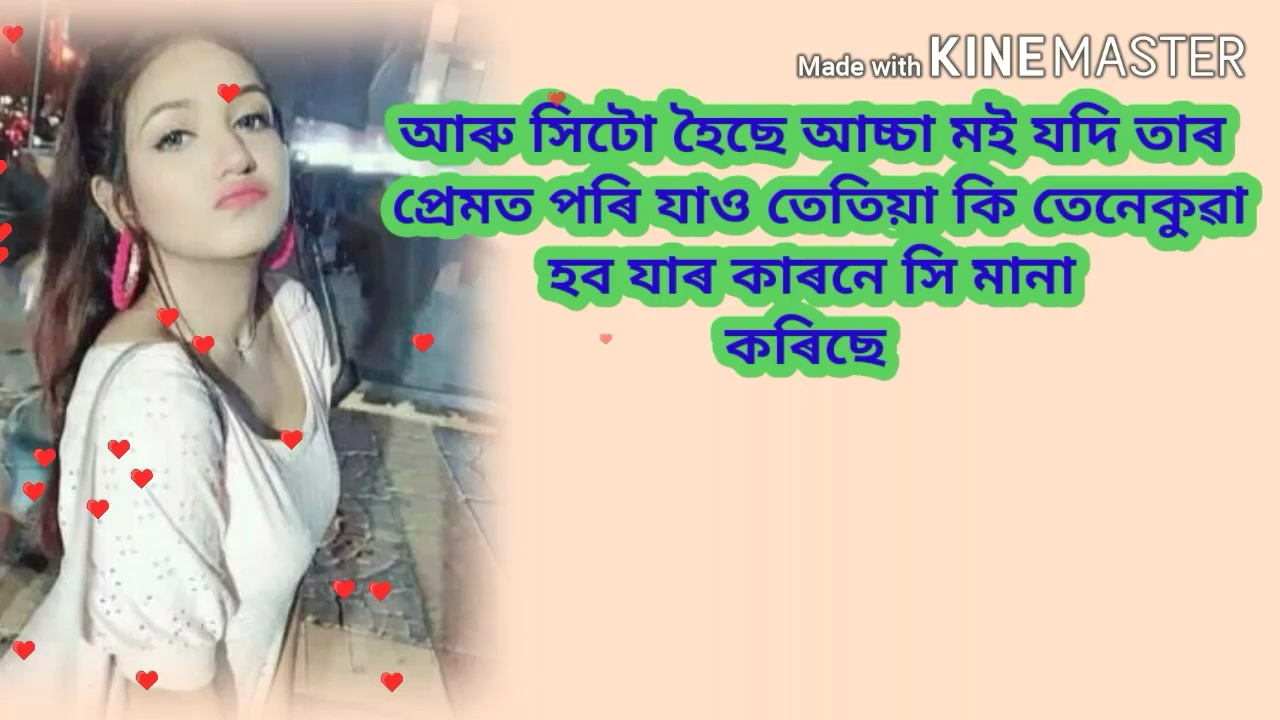 Made with KINEMASTER
আৰু সিটো হৈছে আচ্চা মই যদি তাৰ
প্ৰেমত পৰি যাও তেতিয়া কি তেনেকুৱা
হব যাৰ কাৰনে সি মানা
কৰিছে